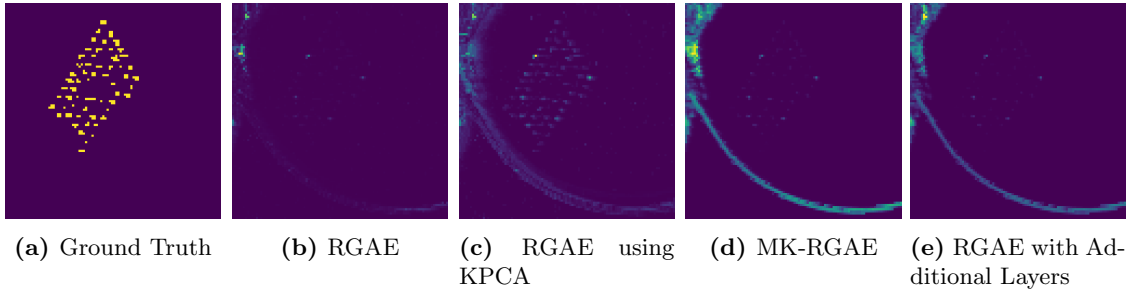 (a) Ground Truth
(b) RGAE
(c) RGAE using
KPCA
(d) MK-RGAE
(e) RGAE with Ad-
ditional Layers